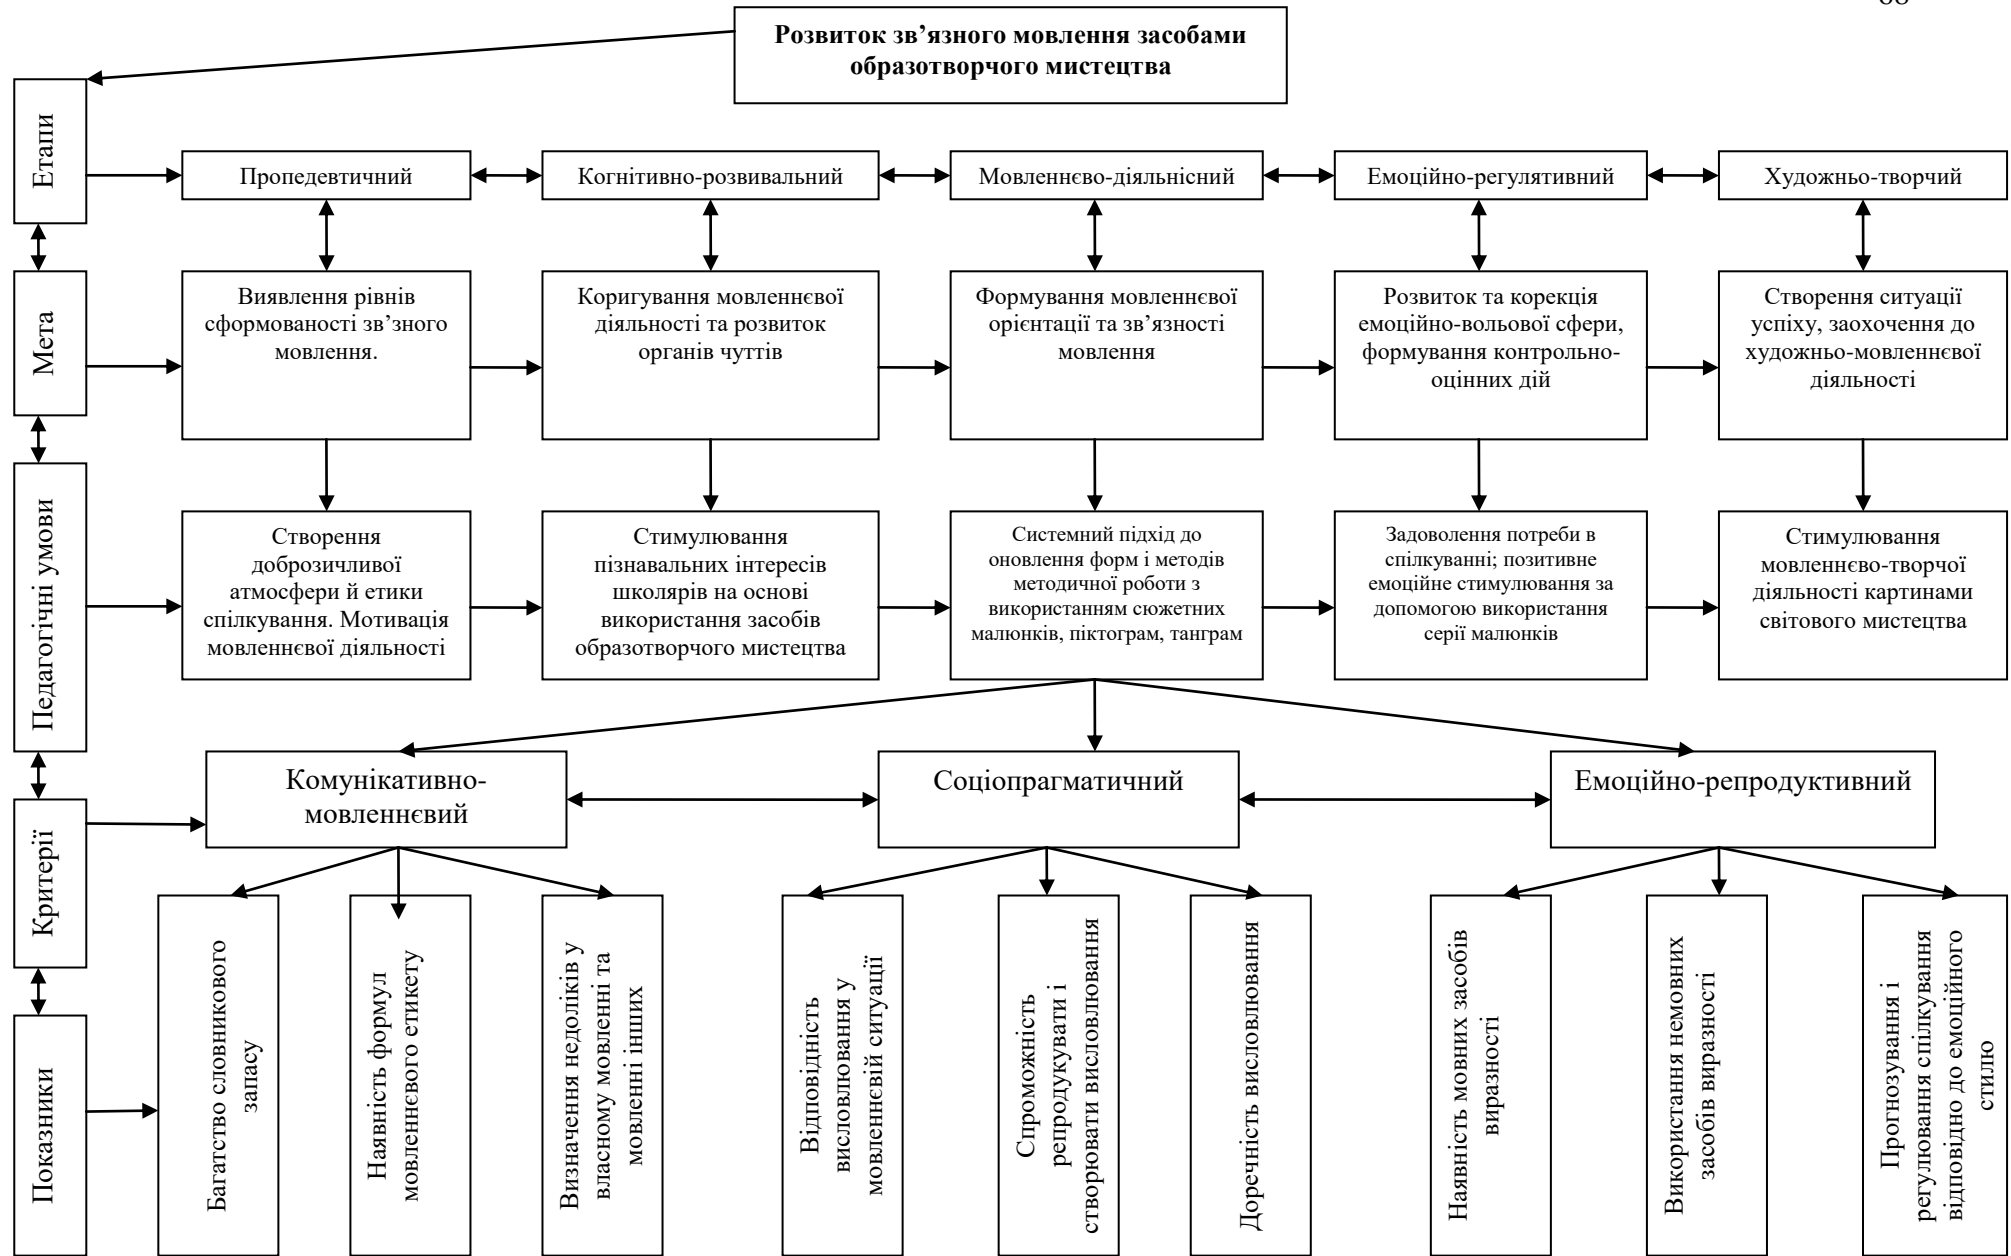 Розвиток зв’язного мовлення засобами
образотворчого мистецтва
Етапи
Пропедевтичний
Когнітивно-розвивальний
Мовленнєво-діяльнісний
Емоційно-регулятивний
Художньо-творчий
Мета
Виявлення рівнів
сформованості зв’зного
мовлення.
Коригування мовленнєвої
діяльності та розвиток
органів чуттів
Формування мовленнєвої
орієнтації та зв’язності
мовлення
Розвиток та корекція
емоційно-вольової сфери,
формування контрольно-
оцінних дій
Створення ситуації
успіху, заохочення до
художньо-мовленнєвої
діяльності
Педагогічні умови
Створення
доброзичливої
атмосфери й етики
спілкування. Мотивація
мовленнєвої діяльності
Стимулювання
пізнавальних інтересів
школярів на основі
використання засобів
образотворчого мистецтва
Системний підхід до
оновлення форм і методів
методичної роботи з
використанням сюжетних
малюнків, піктограм, танграм
Задоволення потреби в
спілкуванні; позитивне
емоційне стимулювання за
допомогою використання
серії малюнків
Стимулювання
мовленнєво-творчої
діяльності картинами
світового мистецтва
Критерії
Комунікативно-
мовленнєвий
Соціопрагматичний
Емоційно-репродуктивний
Показники
Багатство словникового
запасу
Наявність формул
мовленнєвого етикету
Визначення недоліків у
власному мовленні та
мовленні інших
Відповідність
висловлювання у
мовленнєвій ситуації
Спроможність
репродукувати і
створювати висловлювання
Доречність висловлювання
Наявність мовних засобів
виразності
Використання немовних
засобів виразності
Прогнозування і
регулювання спілкування
відповідно до емоційного
стилю